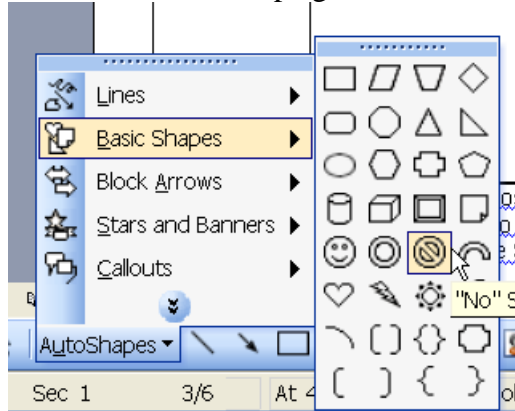 Lines
Basic Shapes
Block Arrows
Stars and Banners
Callouts
"No" S
AutoShapes
Sec 1 3/6 At 4